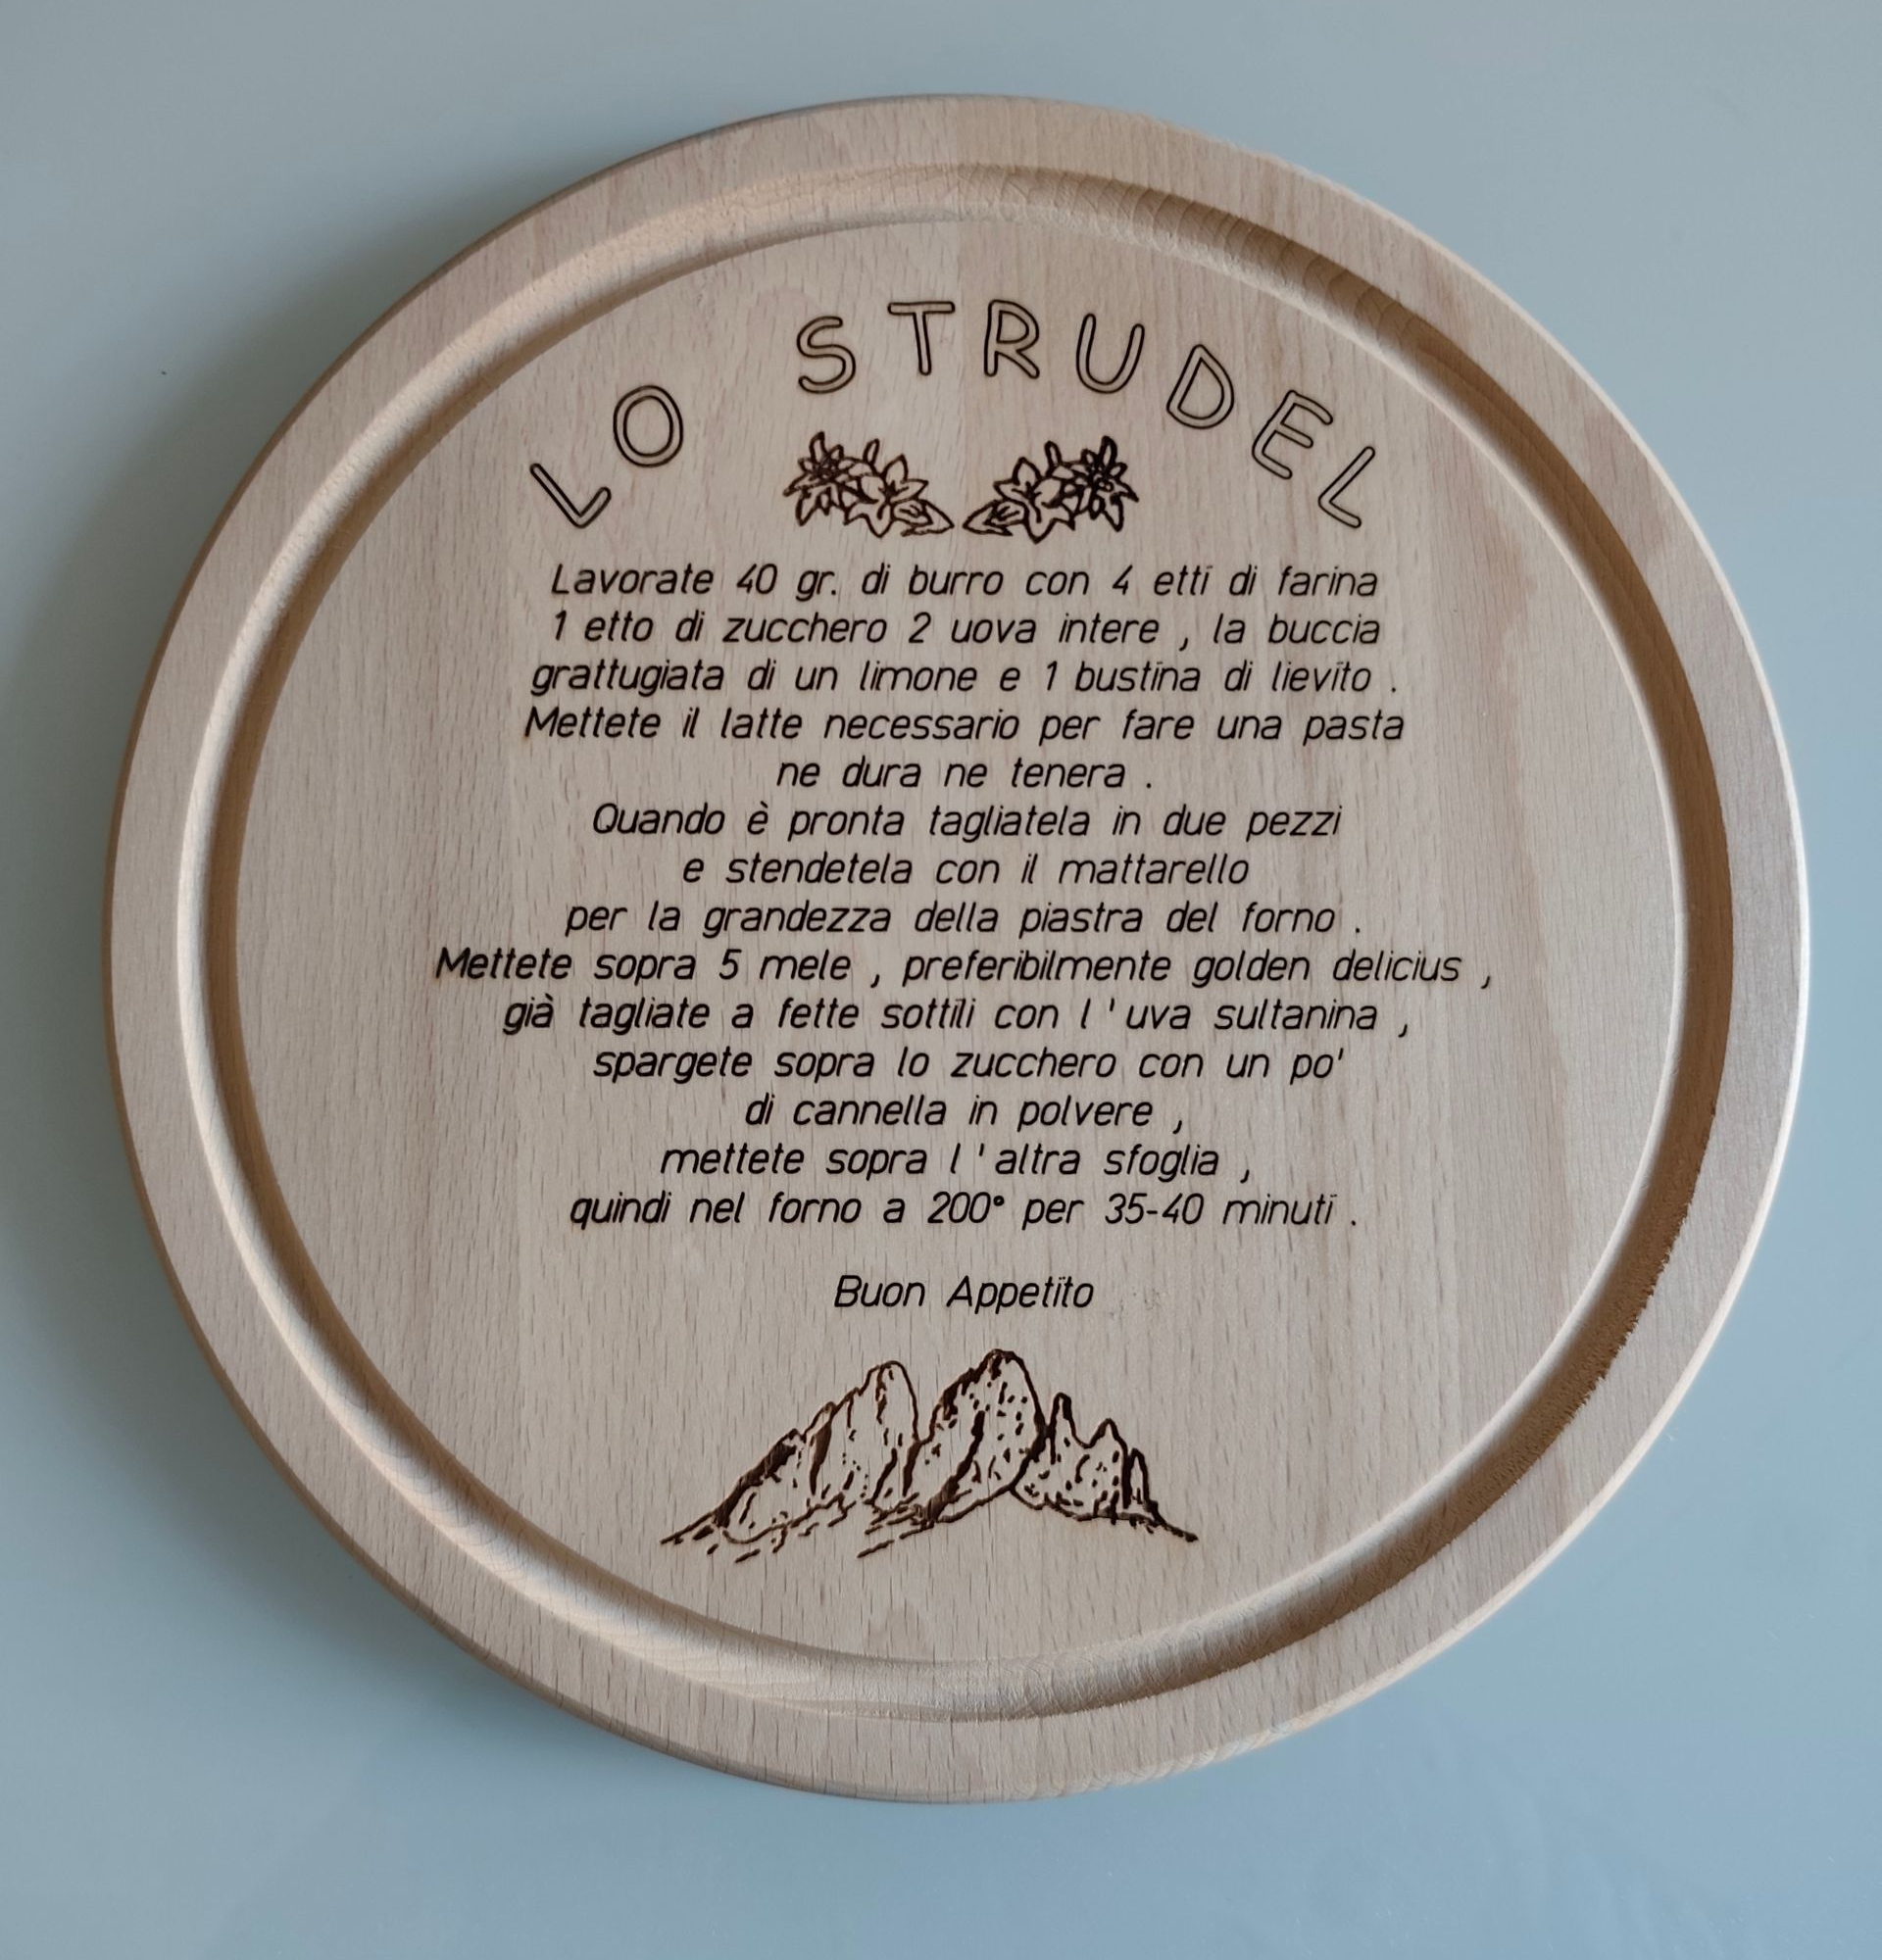 LO STRUDEL
Lavorate 40 gr. di burro con 4 etti di farina
1 etto di zucchero 2 uova intere , la buccia
grattugiata di un limone e 1 bustina di lievito .
Mettete il latte necessario per fare una pasta
ne dura ne tenera .
Quando è pronta tagliatela in due pezzi
e stendetela con il mattarello
per la grandezza della piastra del forno .
Mettete sopra 5 mele , preferibilmente golden delicius ,
già tagliate a fette sottili con l ' uva sultanina ,
spargete sopra lo zucchero con un po'
di cannella in polvere ,
mettete sopra l ' altra sfoglia ,
quindi nel forno a 200° per 35-40 minuti .
Buon Appetito